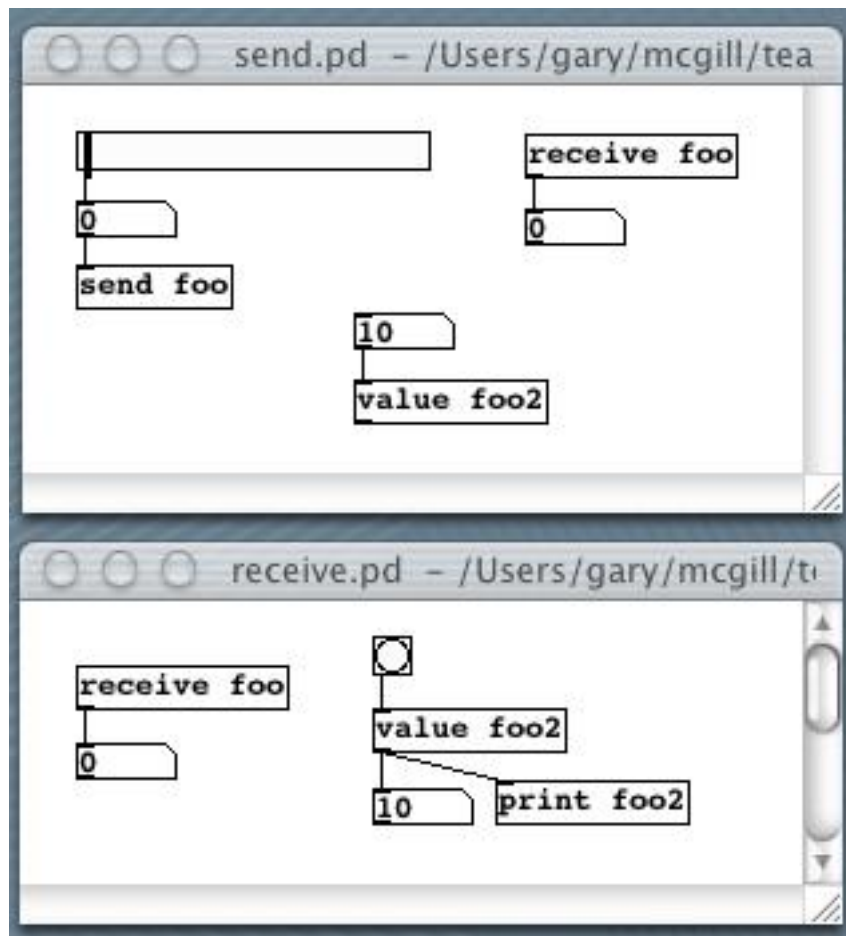 send.pd – /Users/gary/mcgill/tea
receive foo
0
0
send foo
10
value foo2
receive.pd – /Users/gary/mcgill/t
receive foo
value foo2
0
10
print foo2